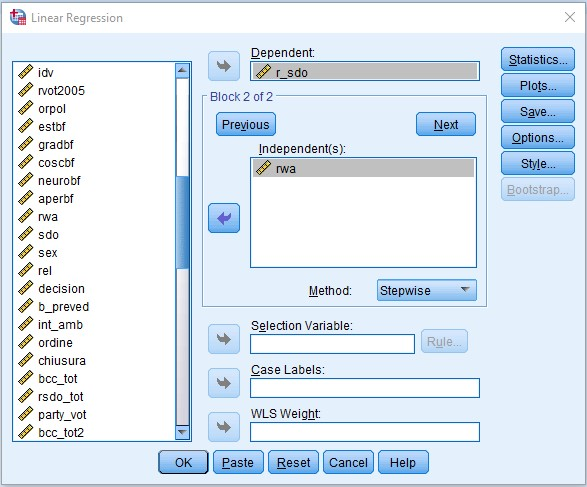 Linear Regression
idv
rvot2005
orpol
estbf
gradbf
coscbf
neurobf
aperbf
rwa
sdo
sex
rel
decision
b_preved
int_amb
ordine
chiusura
bcc_tot
rsdo_tot
party_vot
bcc_tot2
Dependent:
r_sdo
Block 2 of 2
Previous
Next
Independent(s):
rwa
Method:
Stepwise
Selection Variable:
Rule...
Case Labels:
WLS Weight:
Statistics...
Plots...
Save...
Options...
Style...
Bootstrap...
OK
Paste
Reset
Cancel
Help